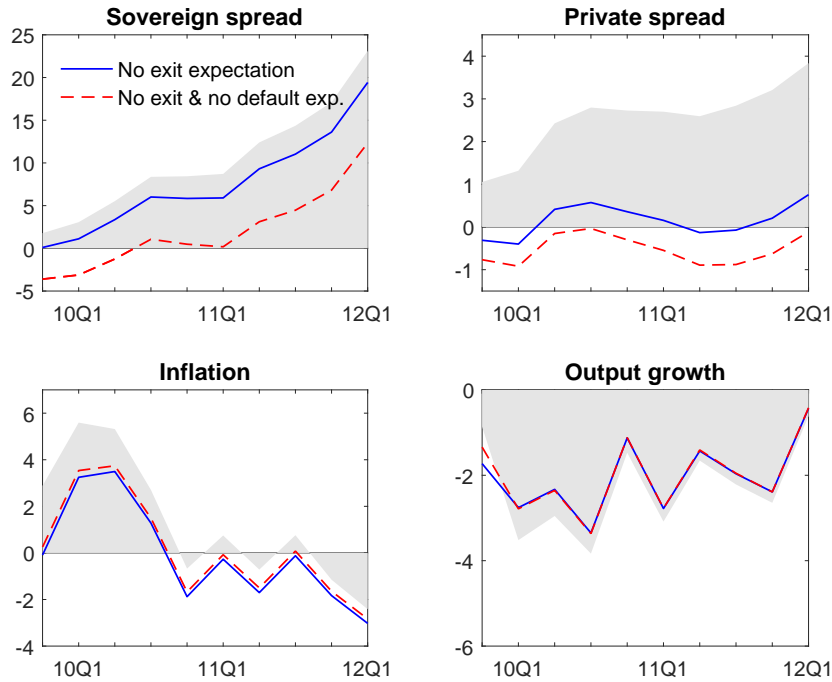 Sovereign spread
25
20
15
10
5
0
-5
No exit expectation
No exit & no default exp.
10Q1
11Q1
12Q1
Private spread
4
3
2
1
0
-1
10Q1
11Q1
12Q1
Inflation
6
4
2
0
-2
-4
10Q1
11Q1
12Q1
Output growth
0
-2
-4
-6
10Q1
11Q1
12Q1